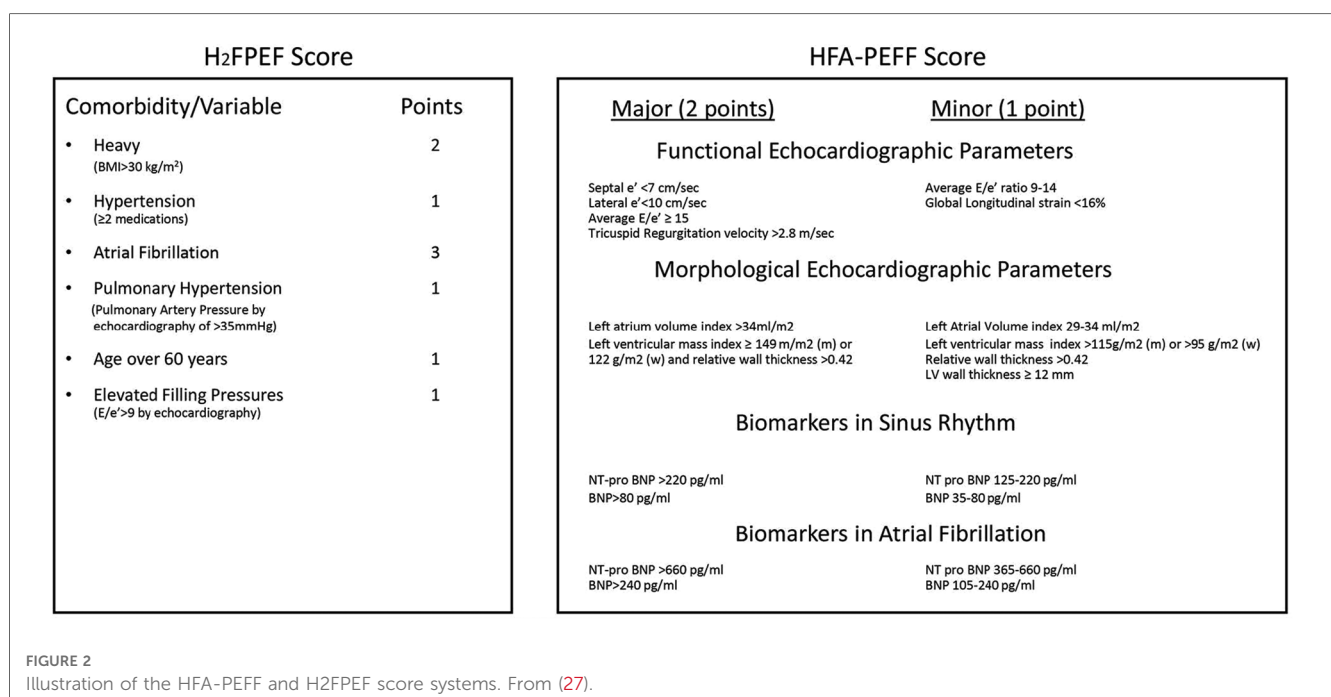 H2FPEF Score
Comorbidity/Variable Points
• Heavy 2
(BMI>30 kg/m²)
• Hypertension 1
(≥2 medications)
• Atrial Fibrillation 3
• Pulmonary Hypertension 1
(Pulmonary Artery Pressure by
echocardiography of >35mmHg)
• Age over 60 years 1
• Elevated Filling Pressures 1
(E/e'>9 by echocardiography)
HFA-PEFF Score
Major (2 points) Minor (1 point)
Functional Echocardiographic Parameters
Septal e' <7 cm/sec
Lateral e'<10 cm/sec
Average E/e' ≥ 15
Tricuspid Regurgitation velocity >2.8 m/sec
Average E/e' ratio 9-14
Global Longitudinal strain <16%
Morphological Echocardiographic Parameters
Left atrium volume index >34ml/m2
Left ventricular mass index ≥ 149 m/m2 (m) or
122 g/m2 (w) and relative wall thickness >0.42
Left Atrial Volume index 29-34 ml/m2
Left ventricular mass index >115g/m2 (m) or >95 g/m2 (w)
Relative wall thickness >0.42
LV wall thickness ≥ 12 mm
Biomarkers in Sinus Rhythm
NT-pro BNP >220 pg/ml
BNP>80 pg/ml
NT pro BNP 125-220 pg/ml
BNP 35-80 pg/ml
Biomarkers in Atrial Fibrillation
NT-pro BNP >660 pg/ml
BNP>240 pg/ml
NT pro BNP 365-660 pg/ml
BNP 105-240 pg/ml
FIGURE 2
Illustration of the HFA-PEFF and H2FPEF score systems. From (27).